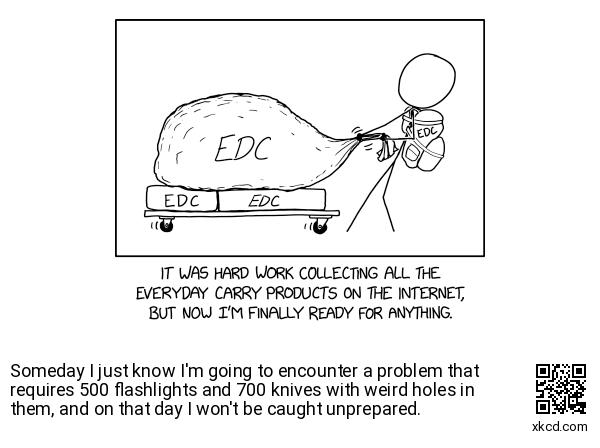 EDC
EDC
EDC
EDC
IT WAS HARD WORK COLLECTING ALL THE
EVERYDAY CARRY PRODUCTS ON THE INTERNET,
BUT NOW I'M FINALLY READY FOR ANYTHING.
Someday I just know I'm going to encounter a problem that
requires 500 flashlights and 700 knives with weird holes in
them, and on that day I won't be caught unprepared.
xkcd.com